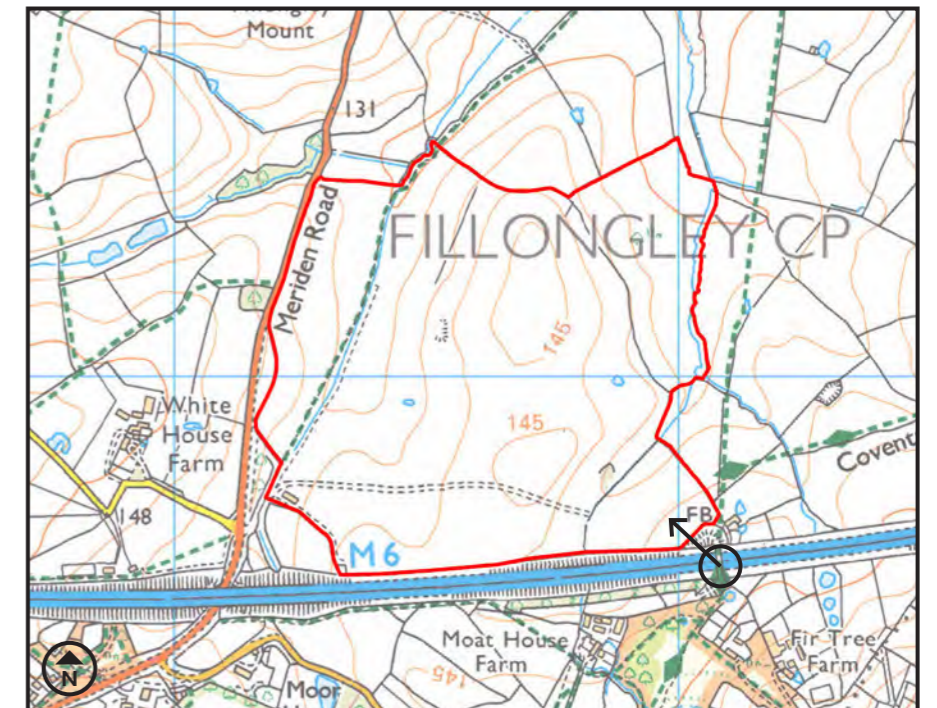 Mount
131
Meriden Road
FILLONGLEY CP
145
White
House
Farm
145
Covent
148
FB
M6
Moat House
Farm
Fir Tree
Farm
145
Moor
N